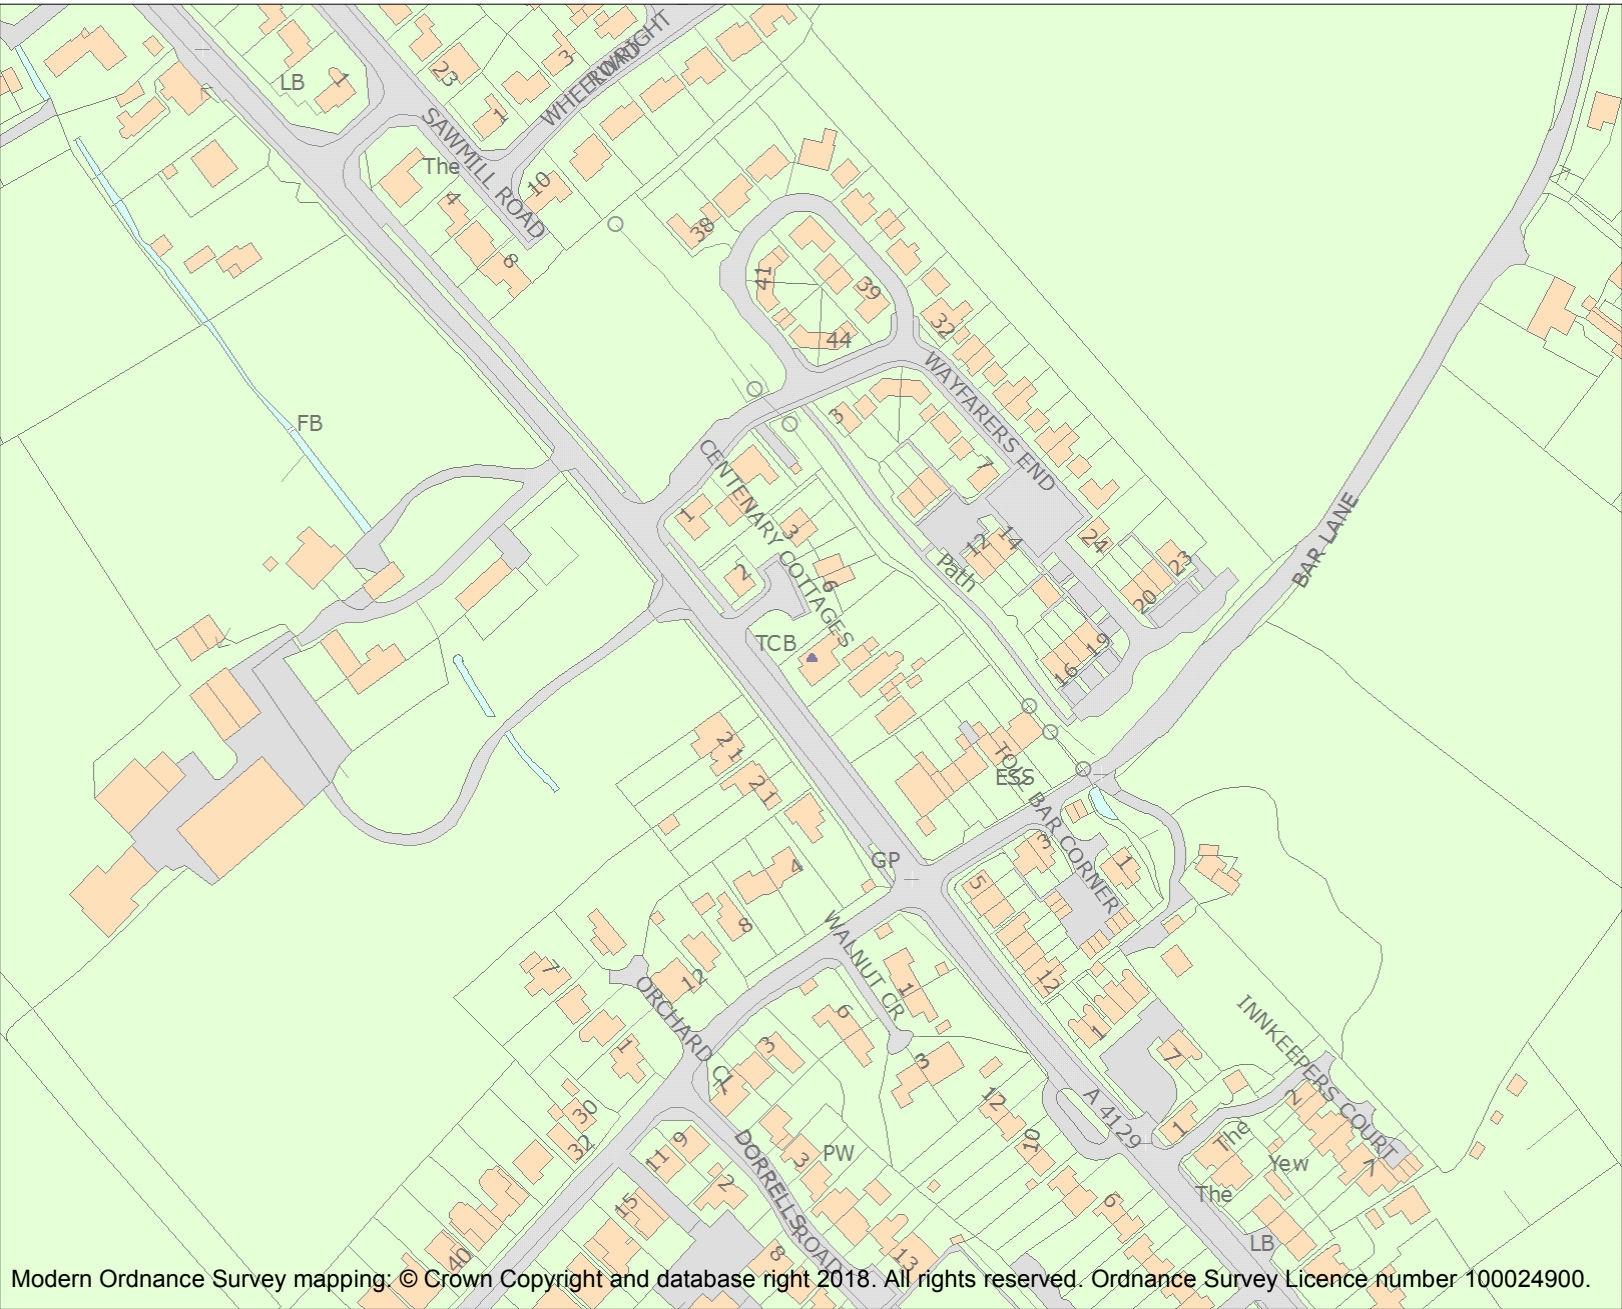 WHEELWRIGHT
ROAD
3
23
1
LB
1
SAWMILL ROAD
The
4
10
8
38
41
39
44
32
WAYFARERS END
3
7
FB
CENTENARY COTTAGES
1
3
2
6
12
14
24
23
20
Path
BAR LANE
TCB
19
16
21
21
ESS
TOLL BAR CORNER
3
1
GP
4
5
8
WALNUT CR
12
7
12
ORCHARD CL
1
6
1
3
3
1
7
INNKEEPERS COURT
30
32
12
10
A 4129
1
The
2
Yew
7
The
DORRELLS ROAD
9
11
2
3
PW
15
6
LB
40
8
13
Modern Ordnance Survey mapping: © Crown Copyright and database right 2018. All rights reserved. Ordnance Survey Licence number 100024900.